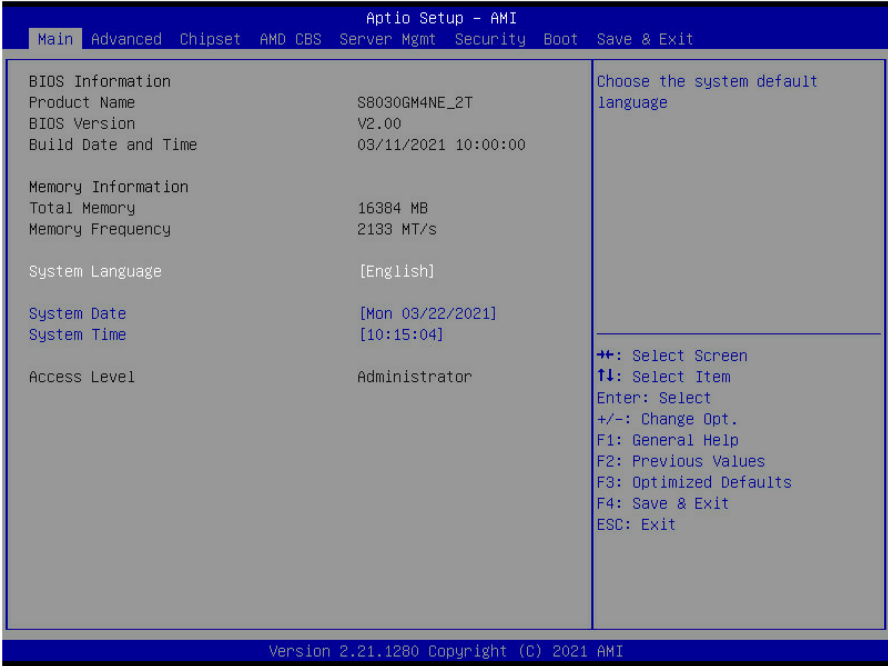 Aptio Setup - AMI
Main Advanced Chipset AMD CBS Server Mgmt Security Boot Save & Exit
BIOS Information
Product Name S8030GM4NE_2T
BIOS Version V2.00
Build Date and Time 03/11/2021 10:00:00
Memory Information
Total Memory 16384 MB
Memory Frequency 2133 MT/s
System Language [English]
System Date [Mon 03/22/2021]
System Time [10:15:04]
Access Level Administrator
Choose the system default
language
→←: Select Screen
↑↓: Select Item
Enter: Select
+/-: Change Opt.
F1: General Help
F2: Previous Values
F3: Optimized Defaults
F4: Save & Exit
ESC: Exit
Version 2.21.1280 Copyright (C) 2021 AMI